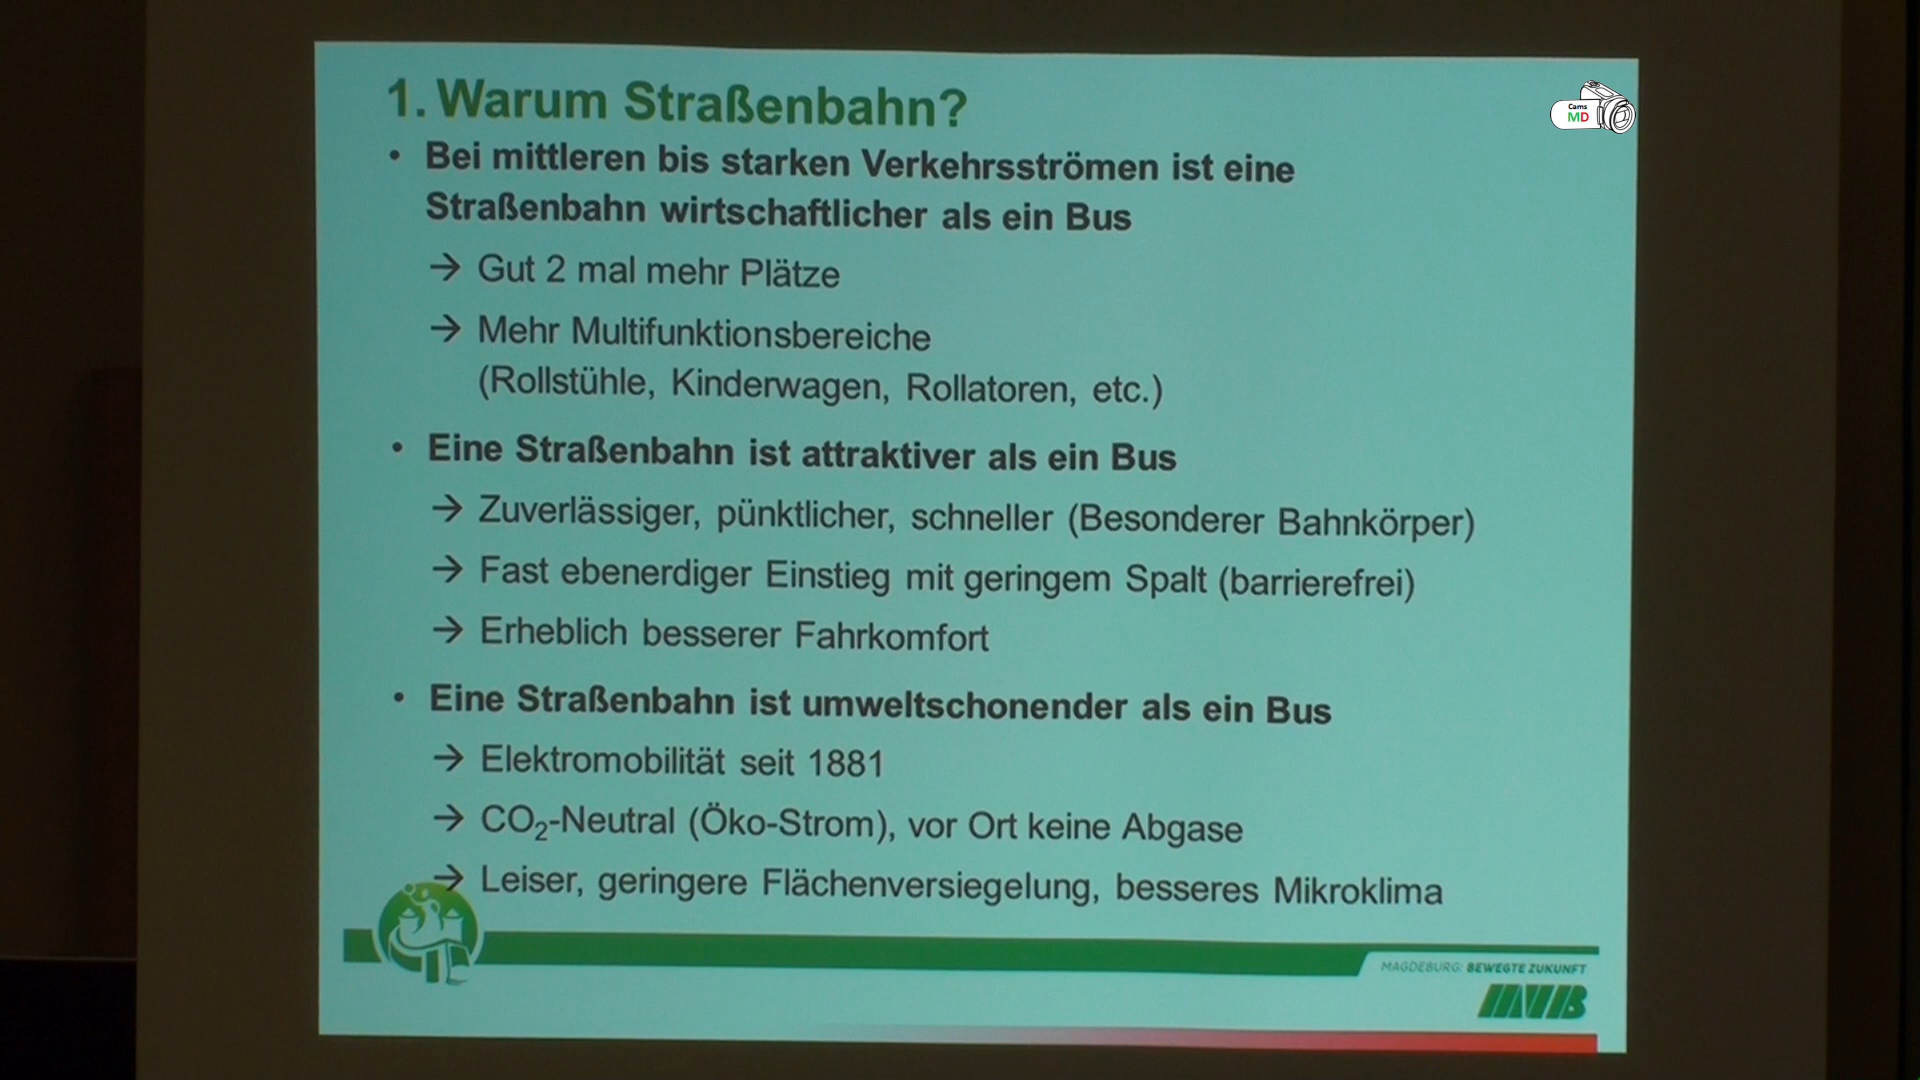 1. Warum Straßenbahn?
Cams
MD
• Bei mittleren bis starken Verkehrsströmen ist eine
Straßenbahn wirtschaftlicher als ein Bus
→ Gut 2 mal mehr Plätze
→ Mehr Multifunktionsbereiche
(Rollstühle, Kinderwagen, Rollatoren, etc.)
• Eine Straßenbahn ist attraktiver als ein Bus
→ Zuverlässiger, pünktlicher, schneller (Besonderer Bahnkörper)
→ Fast ebenerdiger Einstieg mit geringem Spalt (barrierefrei)
→ Erheblich besserer Fahrkomfort
• Eine Straßenbahn ist umweltschonender als ein Bus
→ Elektromobilität seit 1881
→ CO₂-Neutral (Öko-Strom), vor Ort keine Abgase
→ Leiser, geringere Flächenversiegelung, besseres Mikroklima
MAGDEBURG: BEWEGTE ZUKUNFT
MVB